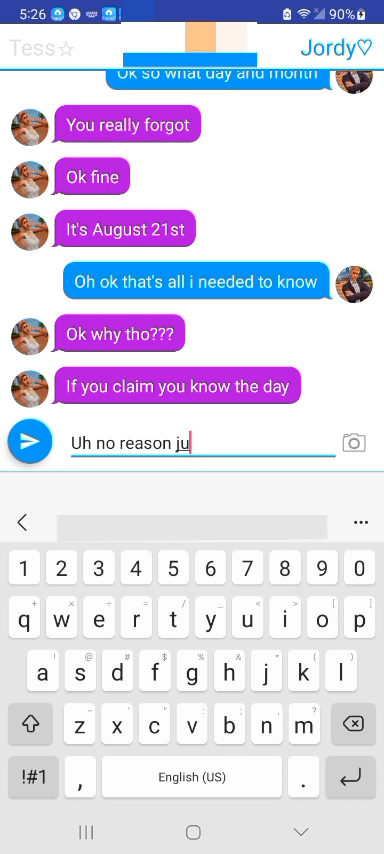 5:26
90%
Tess☆
Jordy♡
Ok so what day and month
You really forgot
Ok fine
It's August 21st
Oh ok that's all i needed to know
Ok why tho???
If you claim you know the day
Uh no reason ju
1 2 3 4 5 6 7 8 9 0
+ × ÷ = / _ < > [ ]
q w e r t y u i o p
! @ # $ % ^ & * ( )
a s d f g h j k l
- ' " : ; , ?
z x c v b n m
!#1 , English (US) .